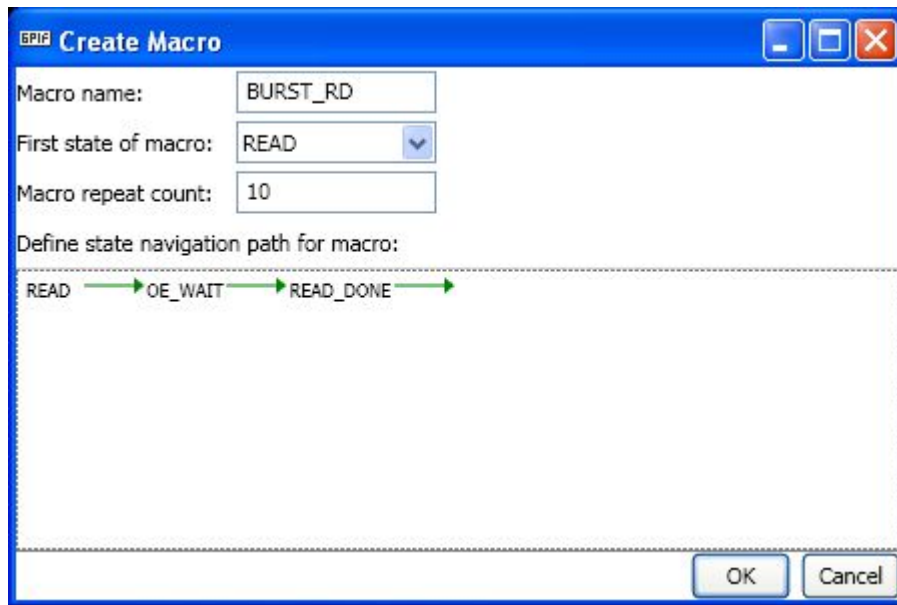 GPIF Create Macro
Macro name: BURST_RD
First state of macro: READ
Macro repeat count: 10
Define state navigation path for macro:
READ OE_WAIT READ_DONE
OK Cancel